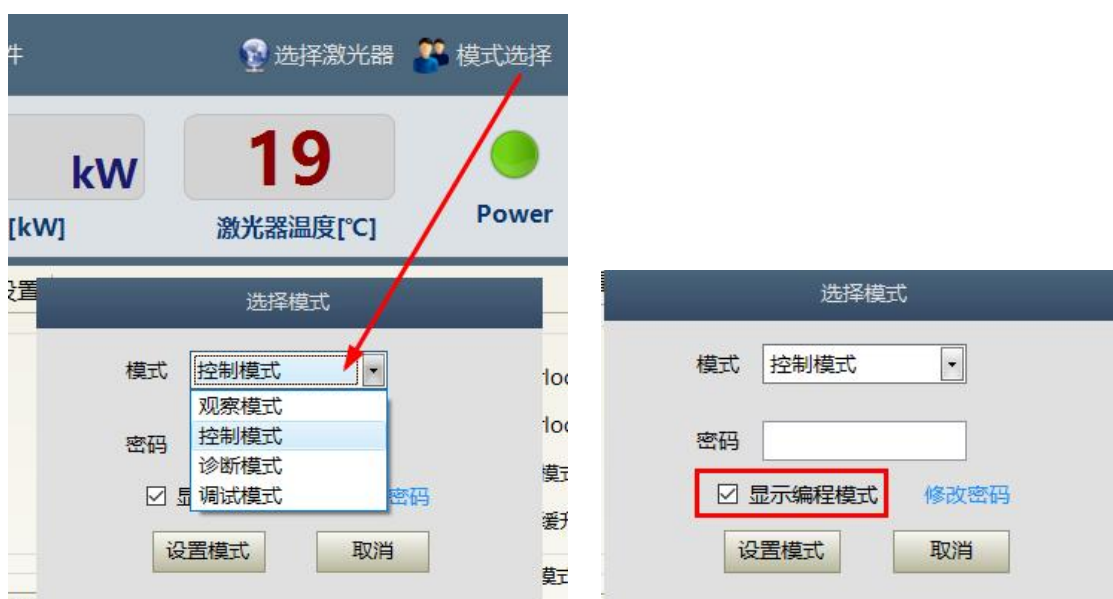 件
选择激光器
模式选择
kW
19
[kW]
激光器温度[℃]
Power
设置
选择模式
模式
控制模式
观察模式
控制模式
诊断模式
调试模式
密码
密码
设置模式
取消
选择模式
模式
控制模式
密码
显示编程模式
修改密码
设置模式
取消